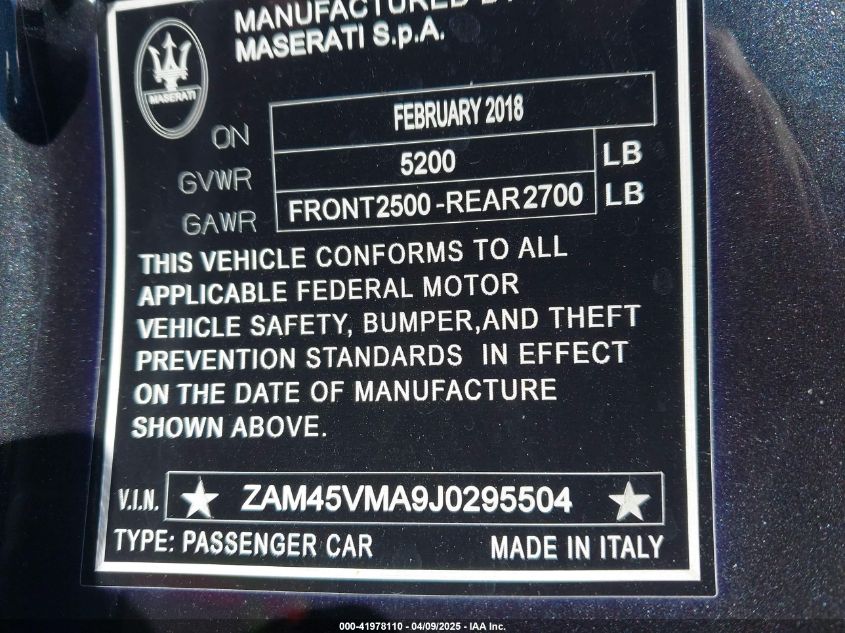 MANUFACTURED
MASERATI S.p.A.
MASERATI
ON FEBRUARY 2018
GVWR 5200 LB
GAWR FRONT2500-REAR2700 LB
THIS VEHICLE CONFORMS TO ALL
APPLICABLE FEDERAL MOTOR
VEHICLE SAFETY, BUMPER,AND THEFT
PREVENTION STANDARDS IN EFFECT
ON THE DATE OF MANUFACTURE
SHOWN ABOVE.
V.I.N. ★ ZAM45VMA9J0295504 ★
TYPE: PASSENGER CAR MADE IN ITALY
000-41978110 - 04/09/2025 - IAA Inc.